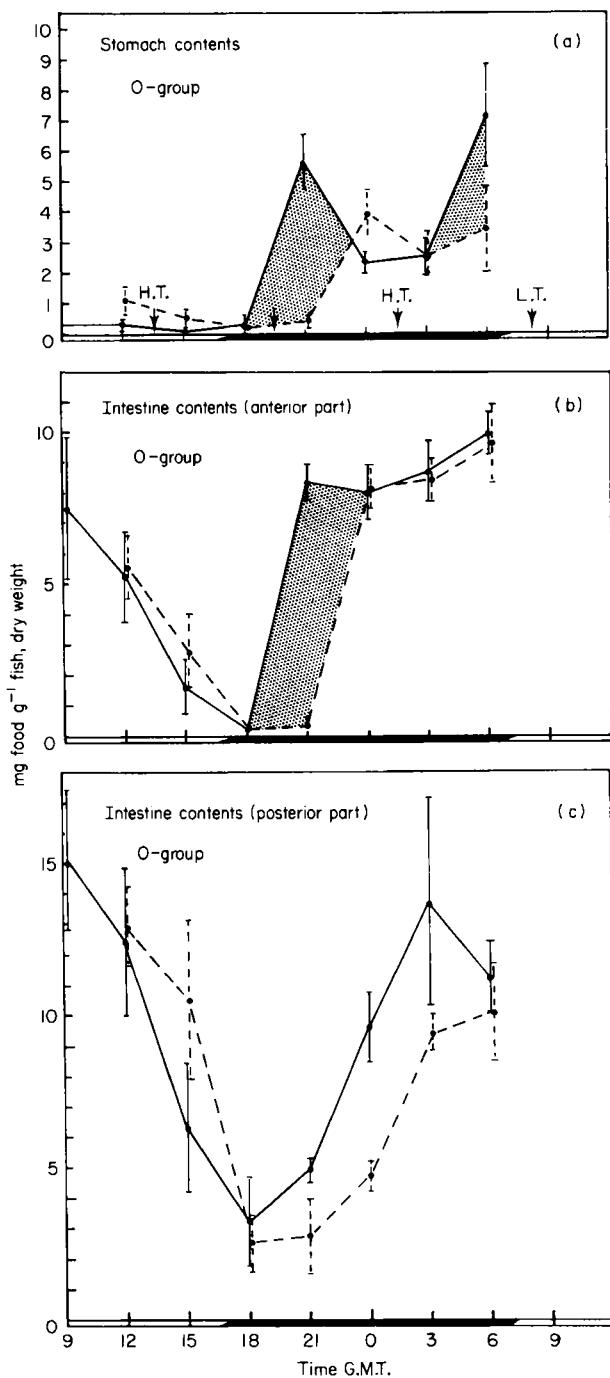 Stomach contents
(a)
O-group
10
9
8
7
6
5
4
3
2
1
0
H.T.
H.T.
L.T.
Intestine contents (anterior part)
(b)
O-group
10
5
0
mg food g⁻¹ fish, dry weight
Intestine contents (posterior part)
(c)
O-group
15
10
5
0
9 12 15 18 21 0 3 6 9
Time G.M.T.